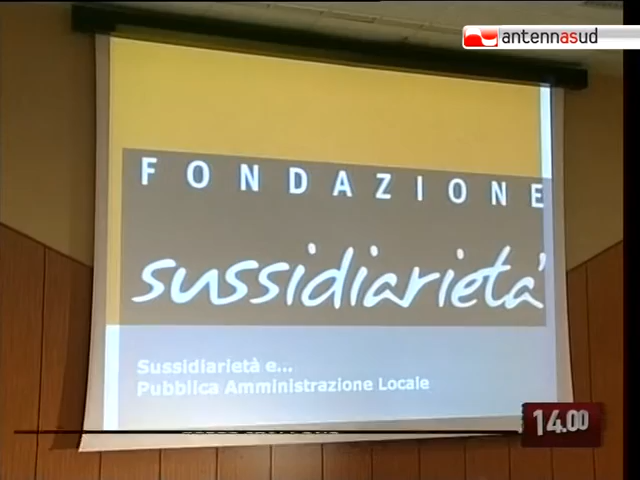 antennasud
FONDAZIONE
sussidiarietà
Sussidiarietà e...
Pubblica Amministrazione Locale
14.00